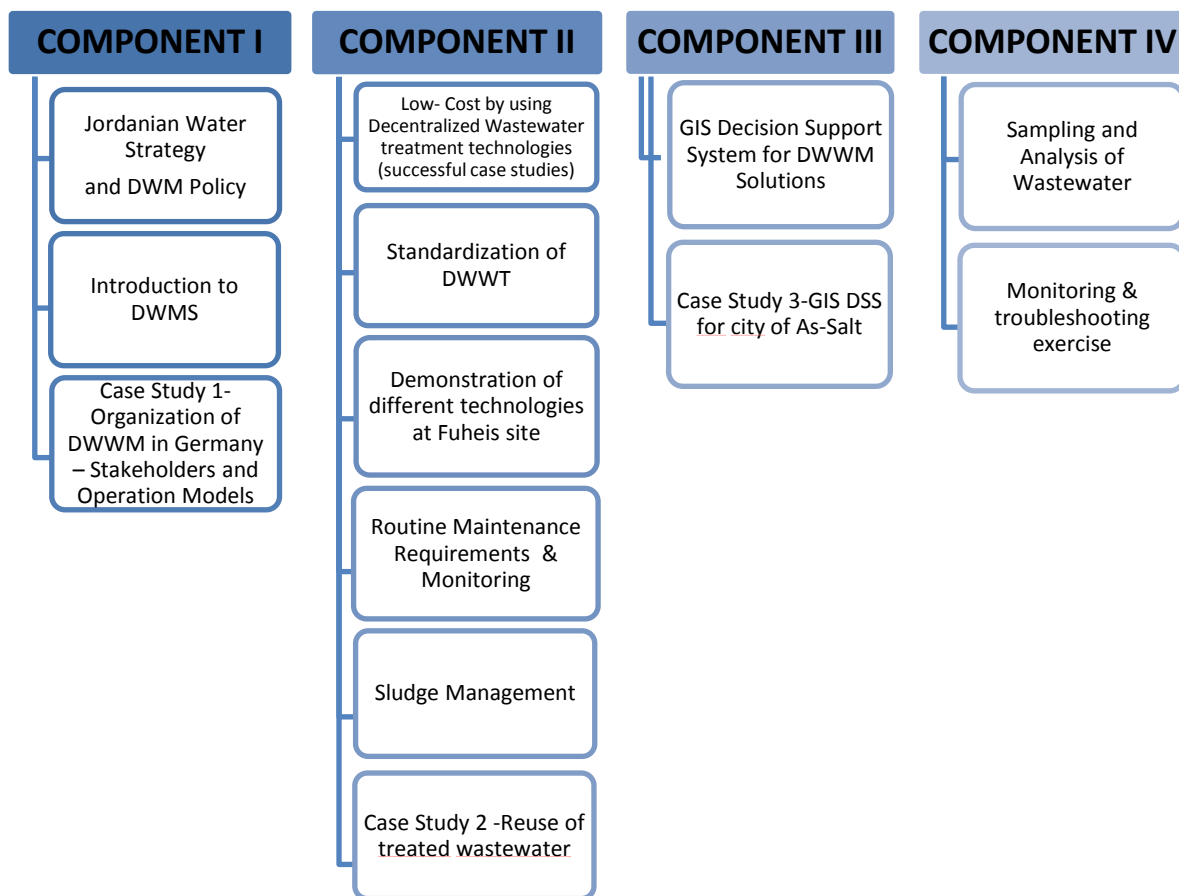 COMPONENT I
Jordanian Water
Strategy
and DWM Policy
Introduction to
DWMS
Case Study 1-
Organization of
DWWM in Germany
– Stakeholders and
Operation Models
COMPONENT II
Low- Cost by using
Decentralized Wastewater
treatment technologies
(successful case studies)
Standardization of
DWWT
Demonstration of
different technologies
at Fuheis site
Routine Maintenance
Requirements &
Monitoring
Sludge Management
Case Study 2 -Reuse of
treated wastewater
COMPONENT III
GIS Decision Support
System for DWWM
Solutions
Case Study 3-GIS DSS
for city of As-Salt
COMPONENT IV
Sampling and
Analysis of
Wastewater
Monitoring &
troubleshooting
exercise